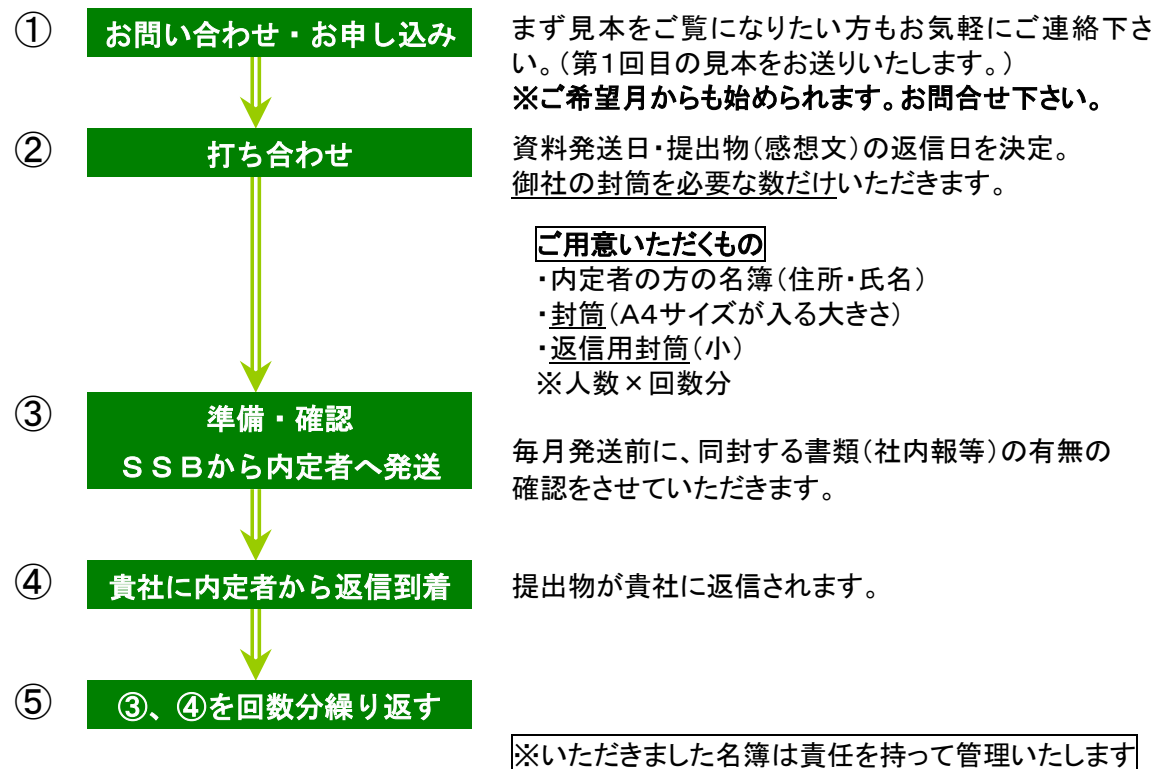 ① お問い合わせ・お申し込み
まず見本をご覧になりたい方もお気軽にご連絡下さ
い。（第１回目の見本をお送りいたします。）
※ご希望月からも始められます。お問合せ下さい。
② 打ち合わせ
資料発送日・提出物（感想文）の返信日を決定。
御社の封筒を必要な数だけいただきます。
ご用意いただくもの
・内定者の方の名簿（住所・氏名）
・封筒（A4サイズが入る大きさ）
・返信用封筒（小）
※人数×回数分
③ 準備・確認
ＳＳＢから内定者へ発送
毎月発送前に、同封する書類（社内報等）の有無の
確認をさせていただきます。
④ 貴社に内定者から返信到着
提出物が貴社に返信されます。
⑤ ③、④を回数分繰り返す
※いただきました名簿は責任を持って管理いたします